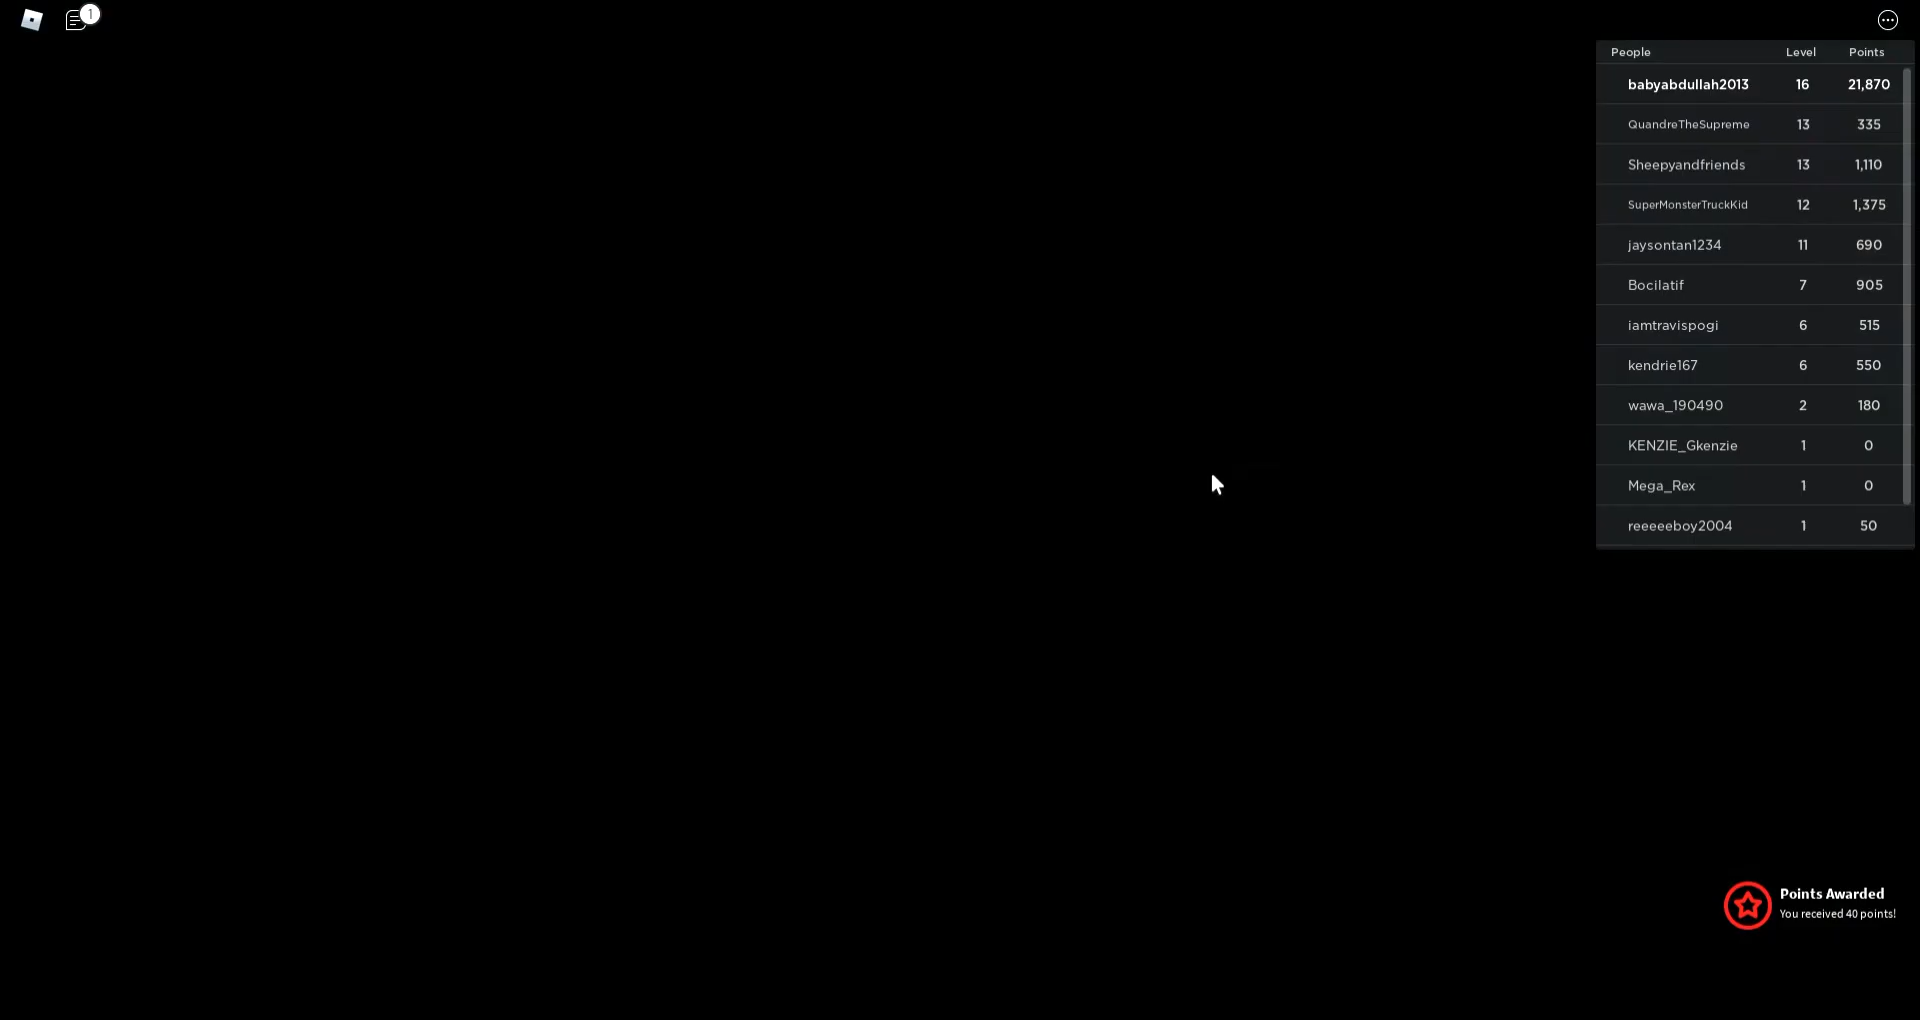 1
People Level Points
babyabdullah2013 16 21,870
QuandreTheSupreme 13 335
Sheepyandfriends 13 1,110
SuperMonsterTruckKid 12 1,375
jaysontan1234 11 690
Bocilatif 7 905
iamtravispogi 6 515
kendrie167 6 550
wawa_190490 2 180
KENZIE_Gkenzie 1 0
Mega_Rex 1 0
reeeeeboy2004 1 50
Points Awarded
You received 40 points!